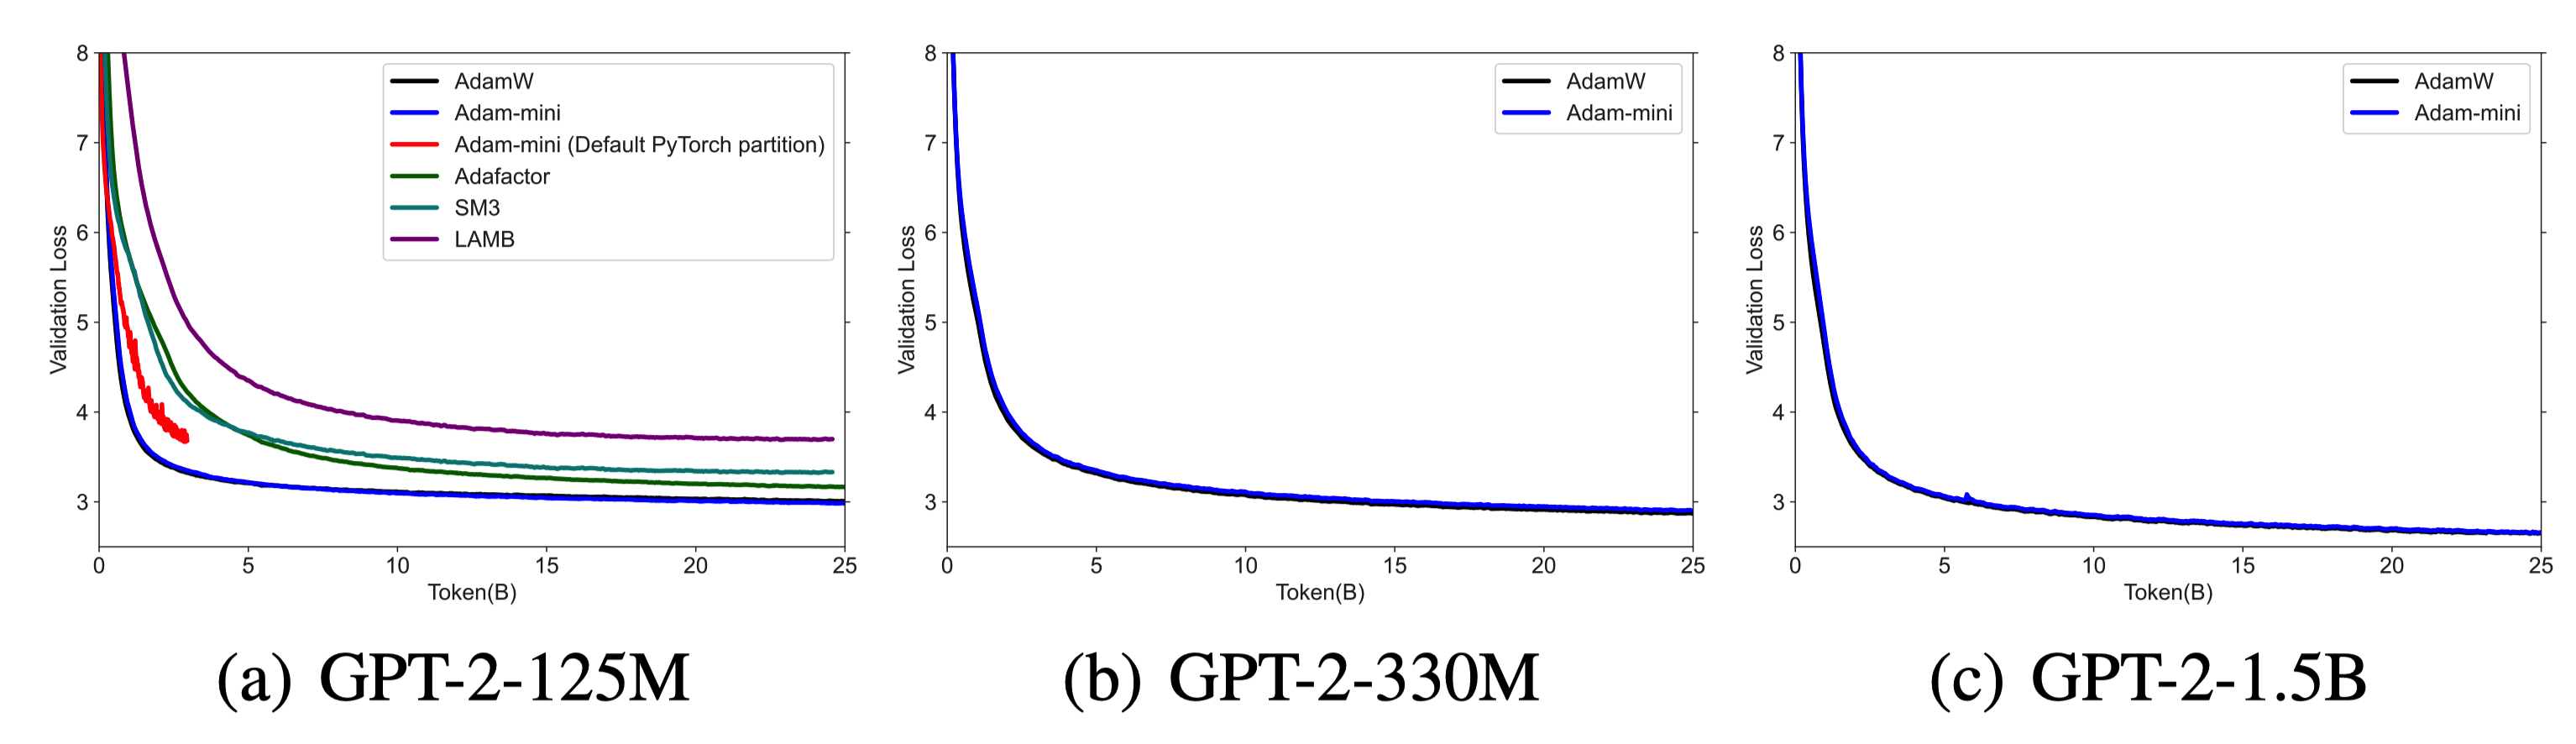 8
7
6
5
4
3
Validation Loss
0 5 10 15 20 25
Token(B)
AdamW
Adam-mini
Adam-mini (Default PyTorch partition)
Adafactor
SM3
LAMB
(a) GPT-2-125M
8
7
6
5
4
3
Validation Loss
0 5 10 15 20 25
Token(B)
AdamW
Adam-mini
(b) GPT-2-330M
8
7
6
5
4
3
Validation Loss
0 5 10 15 20 25
Token(B)
AdamW
Adam-mini
(c) GPT-2-1.5B